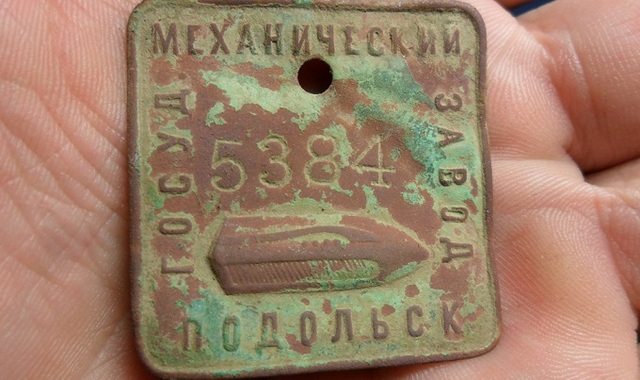 ГОСУД.
МЕХАНИЧЕСКИЙ
ЗАВОД
5384
ПОДОЛЬСК